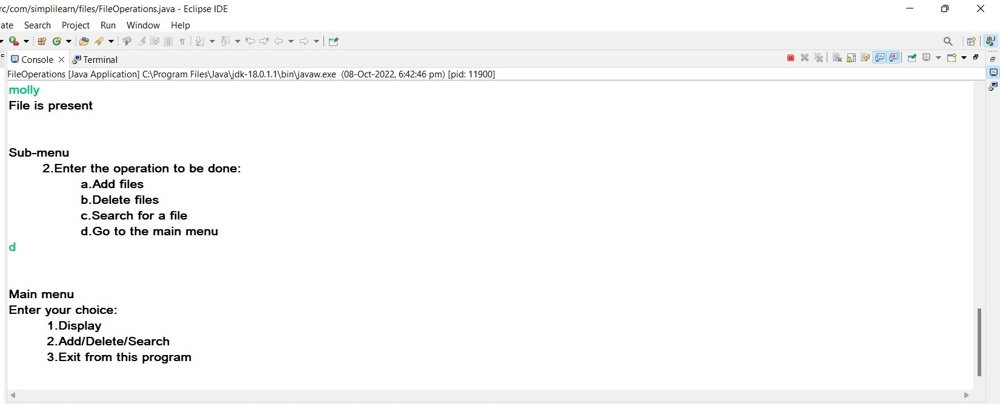 rc/com/simplilearn/files/FileOperations.java - Eclipse IDE
ate Search Project Run Window Help
Console Terminal
FileOperations [Java Application] C:\Program Files\Java\jdk-18.0.1.1\bin\javaw.exe (08-Oct-2022, 6:42:46 pm) [pid: 11900]
molly
File is present
Sub-menu
2.Enter the operation to be done:
a.Add files
b.Delete files
c.Search for a file
d.Go to the main menu
d
Main menu
Enter your choice:
1.Display
2.Add/Delete/Search
3.Exit from this program